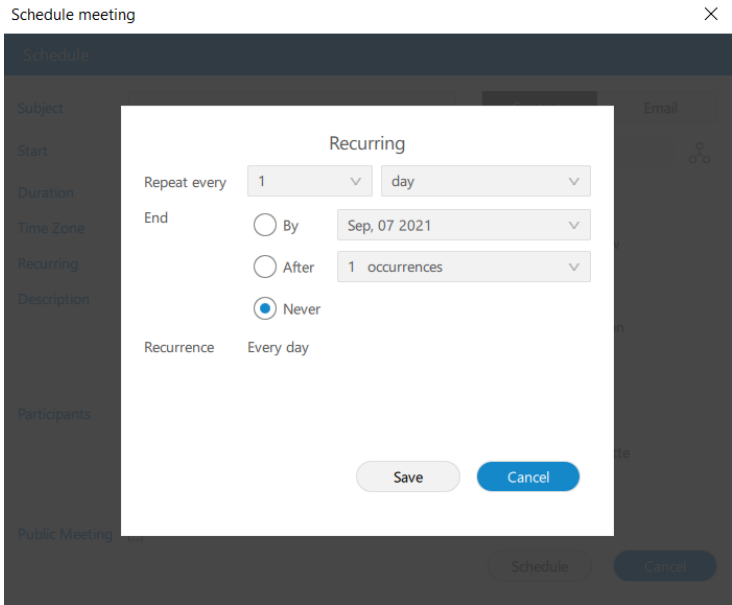 Schedule meeting
Schedule
Subject
Email
Start
Duration
Time Zone
Recurring
Description
Participants
Public Meeting
Schedule Cancel
Recurring
Repeat every 1 day
End By Sep, 07 2021
After 1 occurrences
Never
Recurrence Every day
Save Cancel